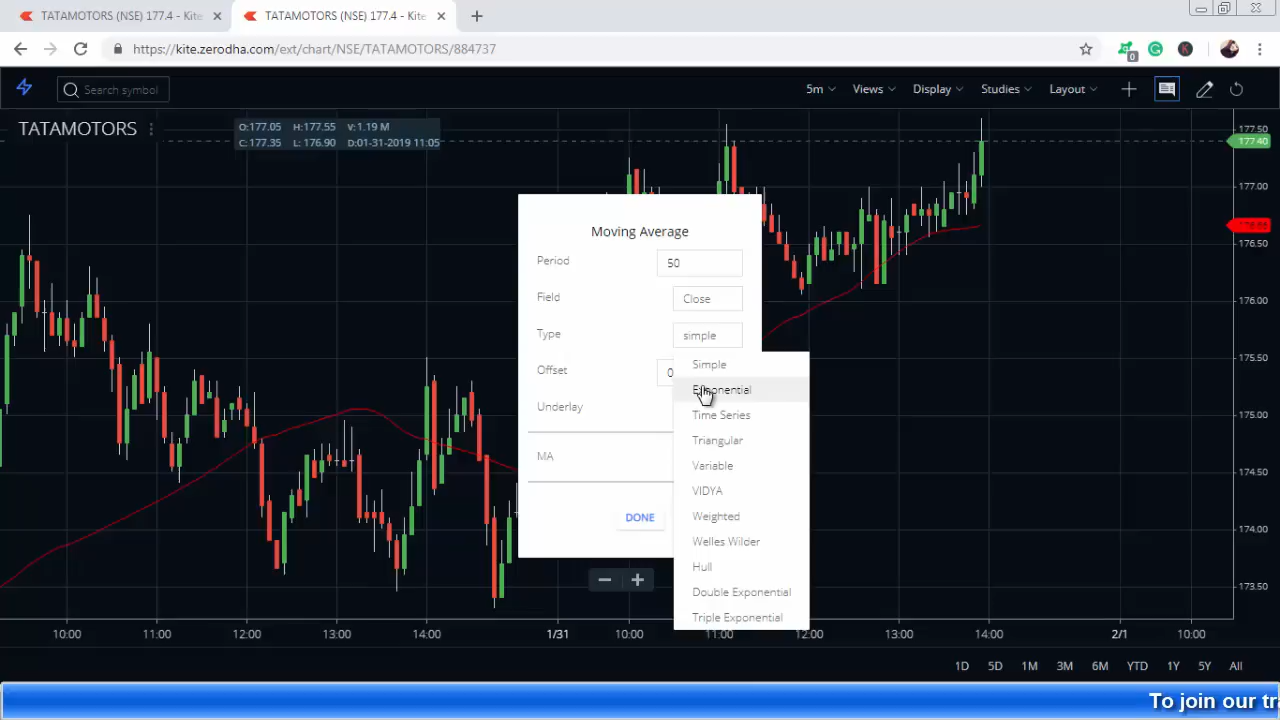 TATAMOTORS (NSE) 177.4 - Kite
TATAMOTORS (NSE) 177.4 - Kite
https://kite.zerodha.com/ext/chart/NSE/TATAMOTORS/884737
0
Search symbol
5m
Views
Display
Studies
Layout
TATAMOTORS
O:177.05 H:177.55 V:1.19 M
C:177.35 L: 176.90 D:01-31-2019 11:05
177.50
177.40
177.00
176.50
176.00
175.50
175.00
174.50
174.00
173.50
Moving Average
Period 50
Field Close
Type simple
Offset 0
Underlay
MA
DONE
Simple
Exponential
Time Series
Triangular
Variable
VIDYA
Weighted
Welles Wilder
Hull
Double Exponential
Triple Exponential
10:00 11:00 12:00 13:00 14:00 1/31 10:00 11:00 12:00 13:00 14:00 2/1 10:00
1D 5D 1M 3M 6M YTD 1Y 5Y All
To join our tr